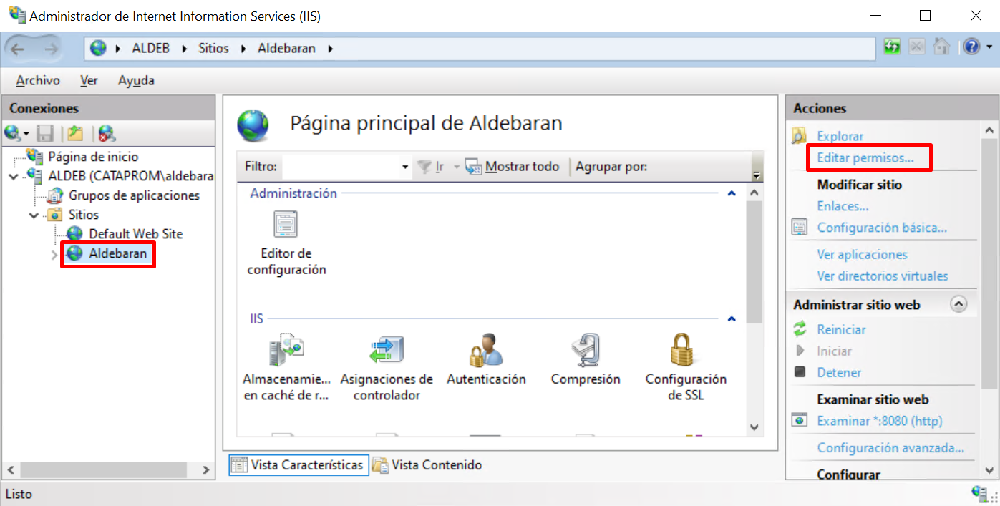 Administrador de Internet Information Services (IIS)
ALDEB Sitios Aldebaran
Archivo Ver Ayuda
Conexiones
Página de inicio
ALDEB (CATAPROM\aldebara
Grupos de aplicaciones
Sitios
Default Web Site
Aldebaran
Página principal de Aldebaran
Filtro: Ir Mostrar todo Agrupar por:
Administración
Editor de
configuración
IIS
Almacenamie...
en caché de r...
Asignaciones de
controlador
Autenticación
Compresión
Configuración
de SSL
Vista Características Vista Contenido
Acciones
Explorar
Editar permisos...
Modificar sitio
Enlaces...
Configuración básica...
Ver aplicaciones
Ver directorios virtuales
Administrar sitio web
Reiniciar
Iniciar
Detener
Examinar sitio web
Examinar *:8080 (http)
Configuración avanzada...
Configurar
Listo